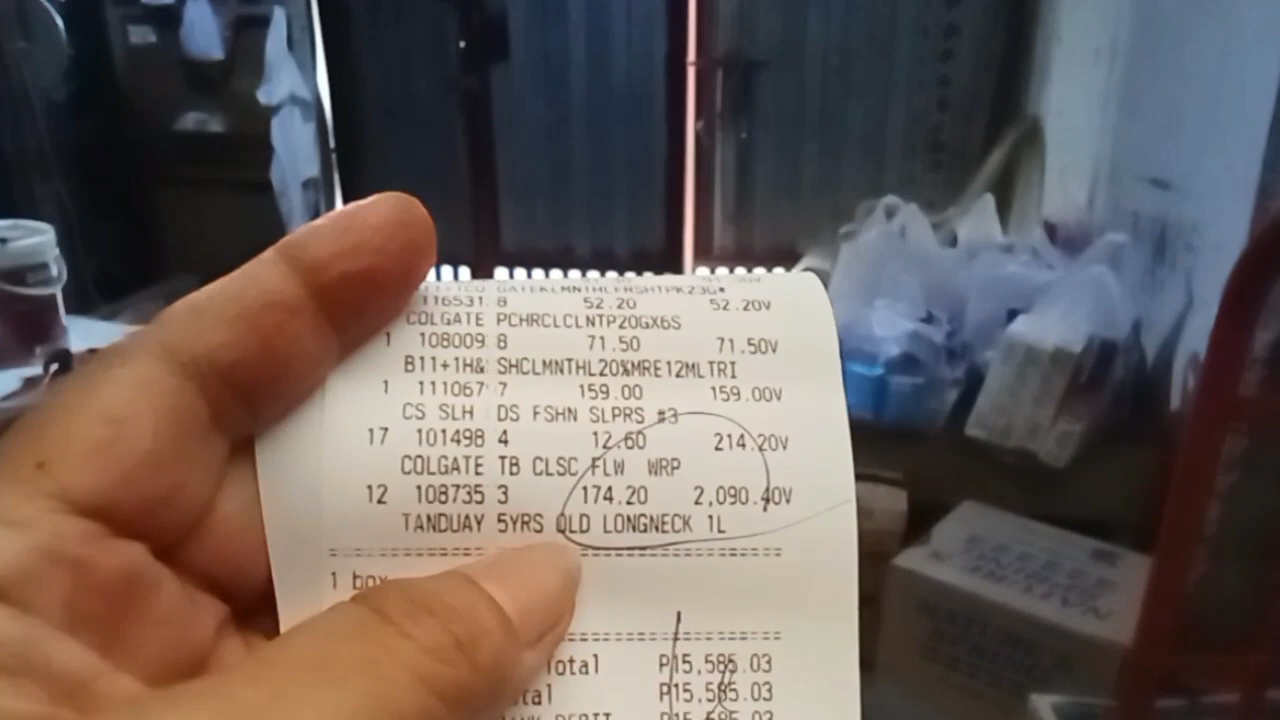 116531 8 52.20 52.20V
COLGATE PCHRCLCLNTP20GX6S
1 108009 8 71.50 71.50V
B11+1H& SHCLMNTHL20%MRE12MLTRI
1 111067 7 159.00 159.00V
CS SLH DS FSHN SLPRS #3
17 101498 4 12.60 214.20V
COLGATE TB CLSC FLW WRP
12 108735 3 174.20 2,090.40V
TANDUAY 5YRS OLD LONGNECK 1L
1 box
Total P15,585.03
P15,585.03
NATURE'S
SPRING